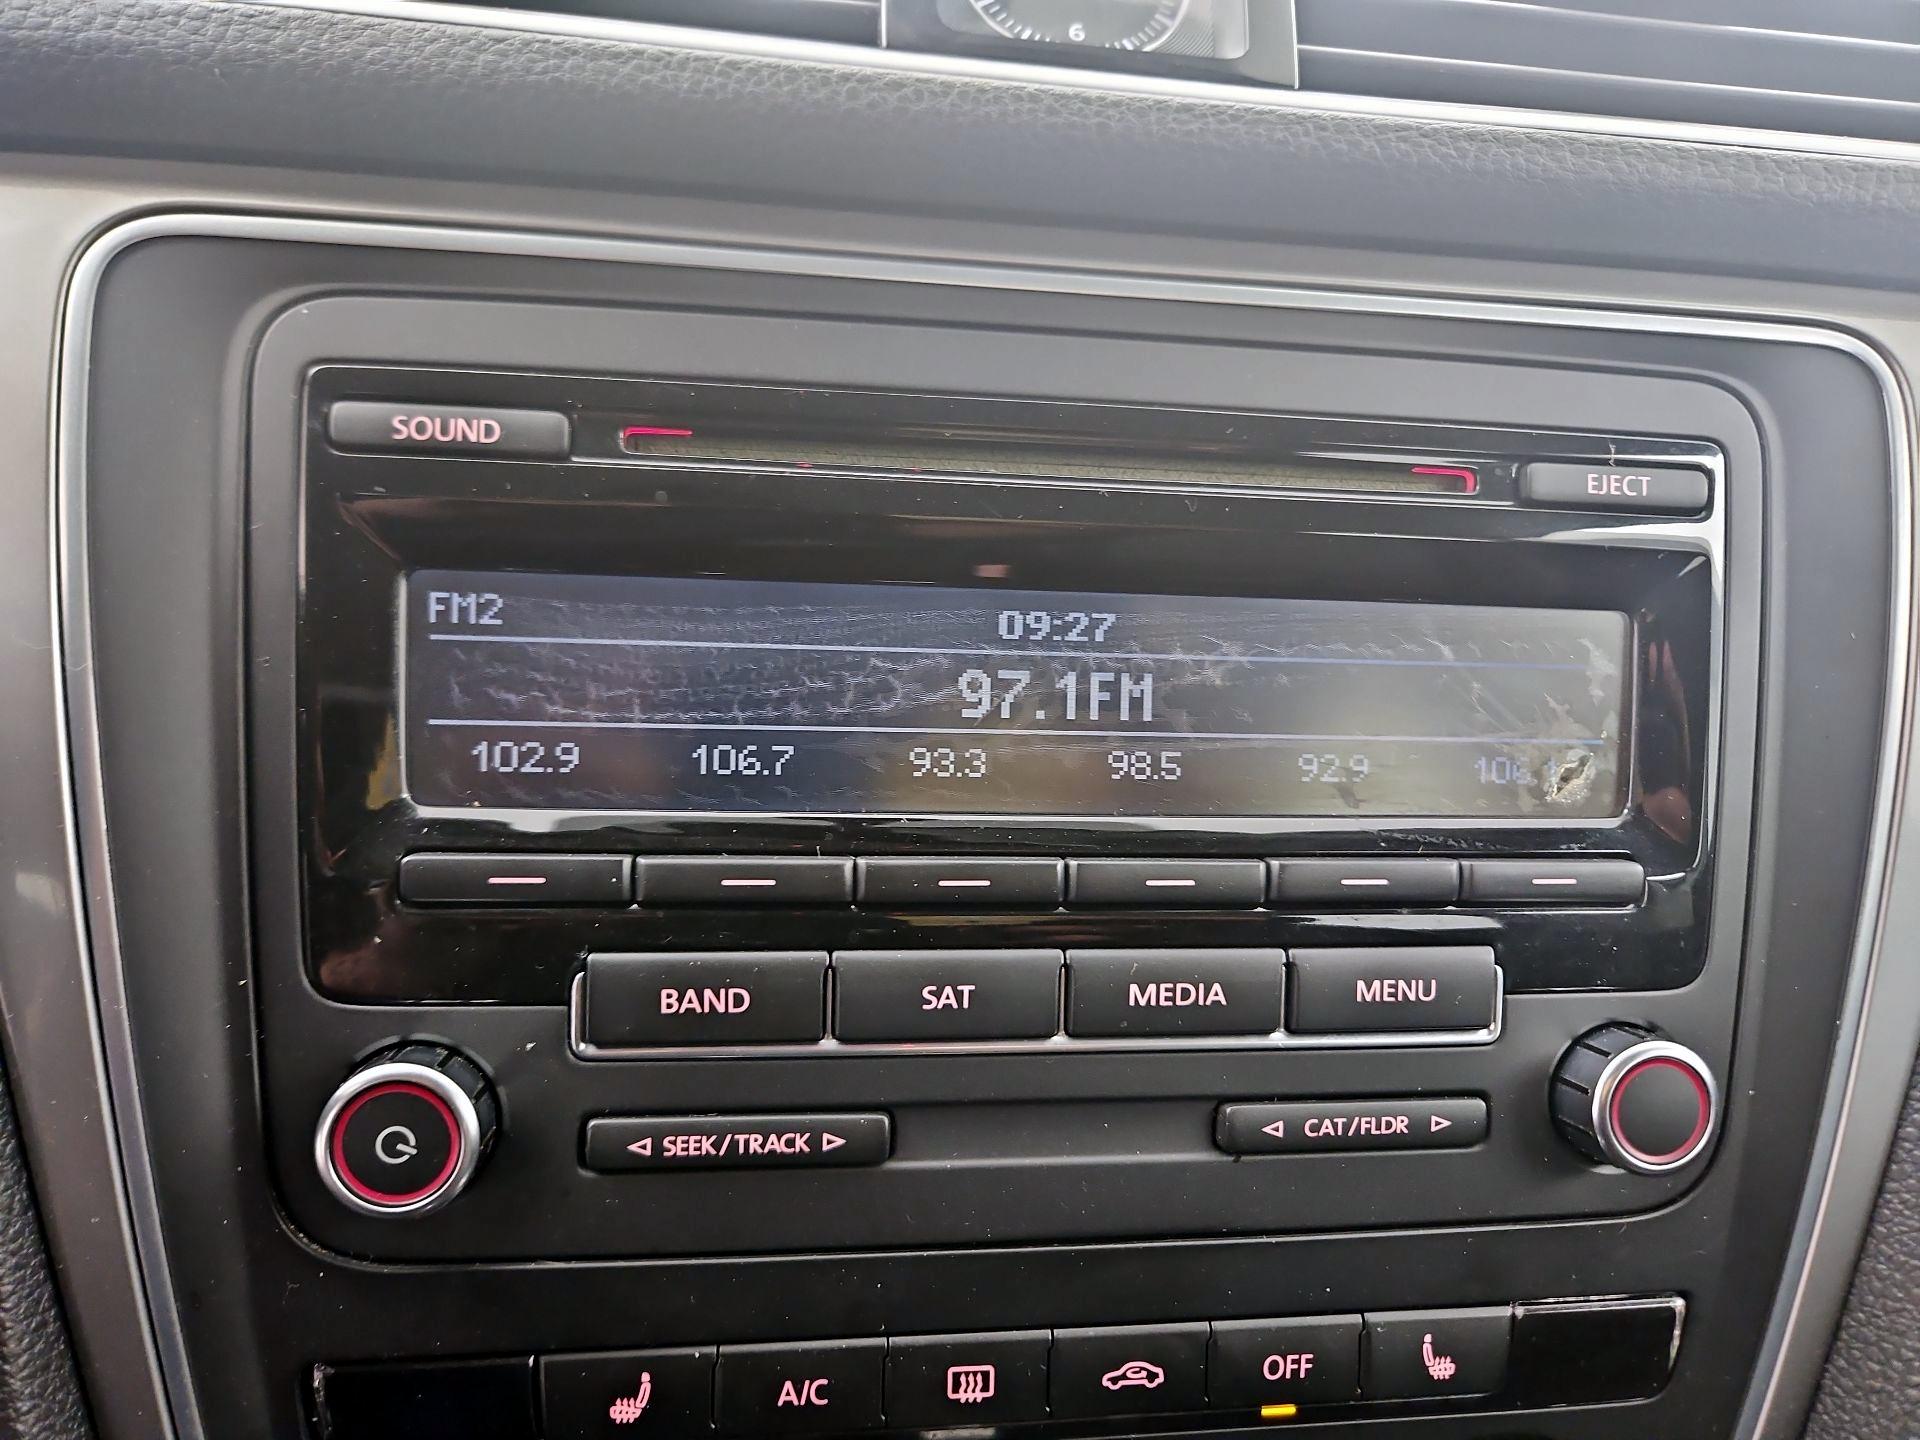 6
SOUND
EJECT
FM2 09:27
97.1FM
102.9 106.7 93.3 98.5 92.9
BAND SAT MEDIA MENU
SEEK/TRACK CAT/FLDR
A/C OFF